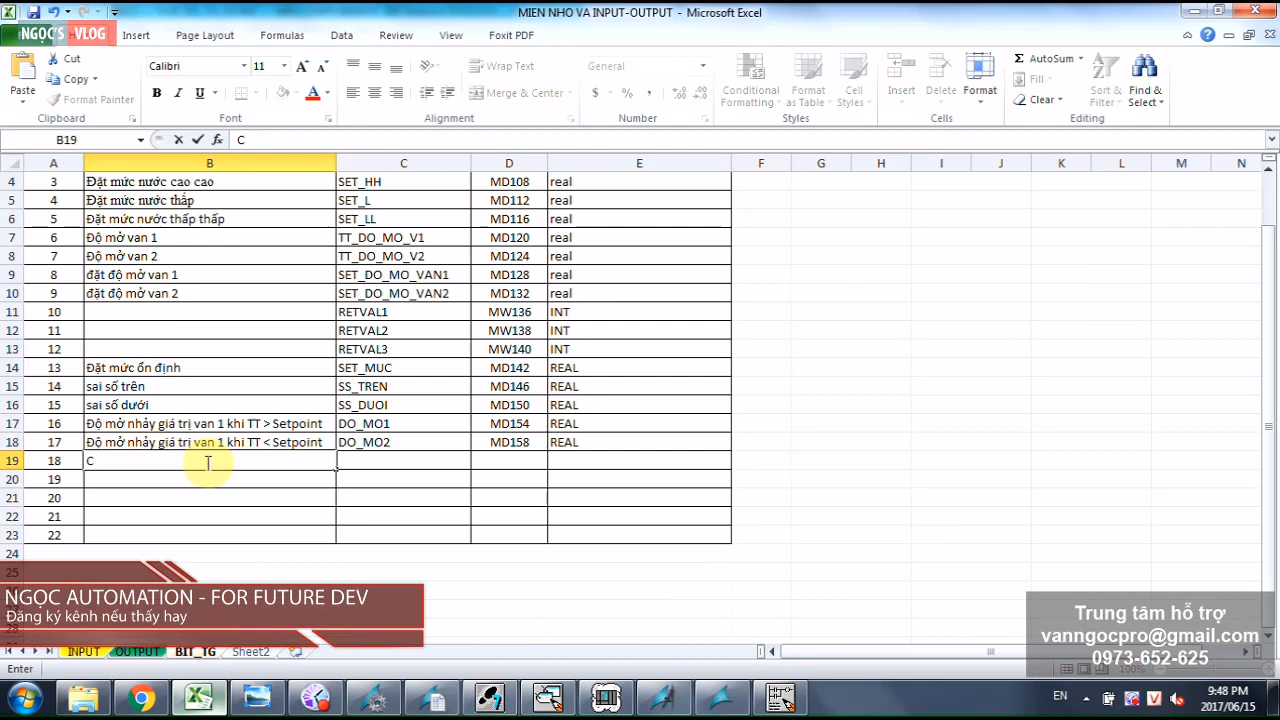 MIEN NHO VA INPUT-OUTPUT - Microsoft Excel
NGỌC'S VLOG
Insert Page Layout Formulas Data Review View Foxit PDF
Paste
Cut
Copy
Format Painter
Clipboard
Calibri 11
B I U A
Font
Wrap Text
Merge & Center
Alignment
General
$ % ,
Number
Conditional Formatting
Format as Table
Cell Styles
Styles
Insert
Delete
Format
Cells
AutoSum
Fill
Clear
Sort & Filter
Find & Select
Editing
B19 fx C
A B C D E F G H I J K L M N
4 3 Đặt mức nước cao cao SET_HH MD108 real
5 4 Đặt mức nước thấp SET_L MD112 real
6 5 Đặt mức nước thấp thấp SET_LL MD116 real
7 6 Độ mở van 1 TT_DO_MO_V1 MD120 real
8 7 Độ mở van 2 TT_DO_MO_V2 MD124 real
9 8 đặt độ mở van 1 SET_DO_MO_VAN1 MD128 real
10 9 đặt độ mở van 2 SET_DO_MO_VAN2 MD132 real
11 10 RETVAL1 MW136 INT
12 11 RETVAL2 MW138 INT
13 12 RETVAL3 MW140 INT
14 13 Đặt mức ổn định SET_MUC MD142 REAL
15 14 sai số trên SS_TREN MD146 REAL
16 15 sai số dưới SS_DUOI MD150 REAL
17 16 Độ mở nhảy giá trị van 1 khi TT > Setpoint DO_MO1 MD154 REAL
18 17 Độ mở nhảy giá trị van 1 khi TT < Setpoint DO_MO2 MD158 REAL
19 18 C
20 19
21 20
22 21
23 22
24
25
NGỌC AUTOMATION - FOR FUTURE DEV
Đăng ký kênh nếu thấy hay
Trung tâm hỗ trợ
vanngocpro@gmail.com
0973-652-625
INPUT OUTPUT BIT_TG Sheet2
Enter 100%
EN 9:48 PM
2017/06/15